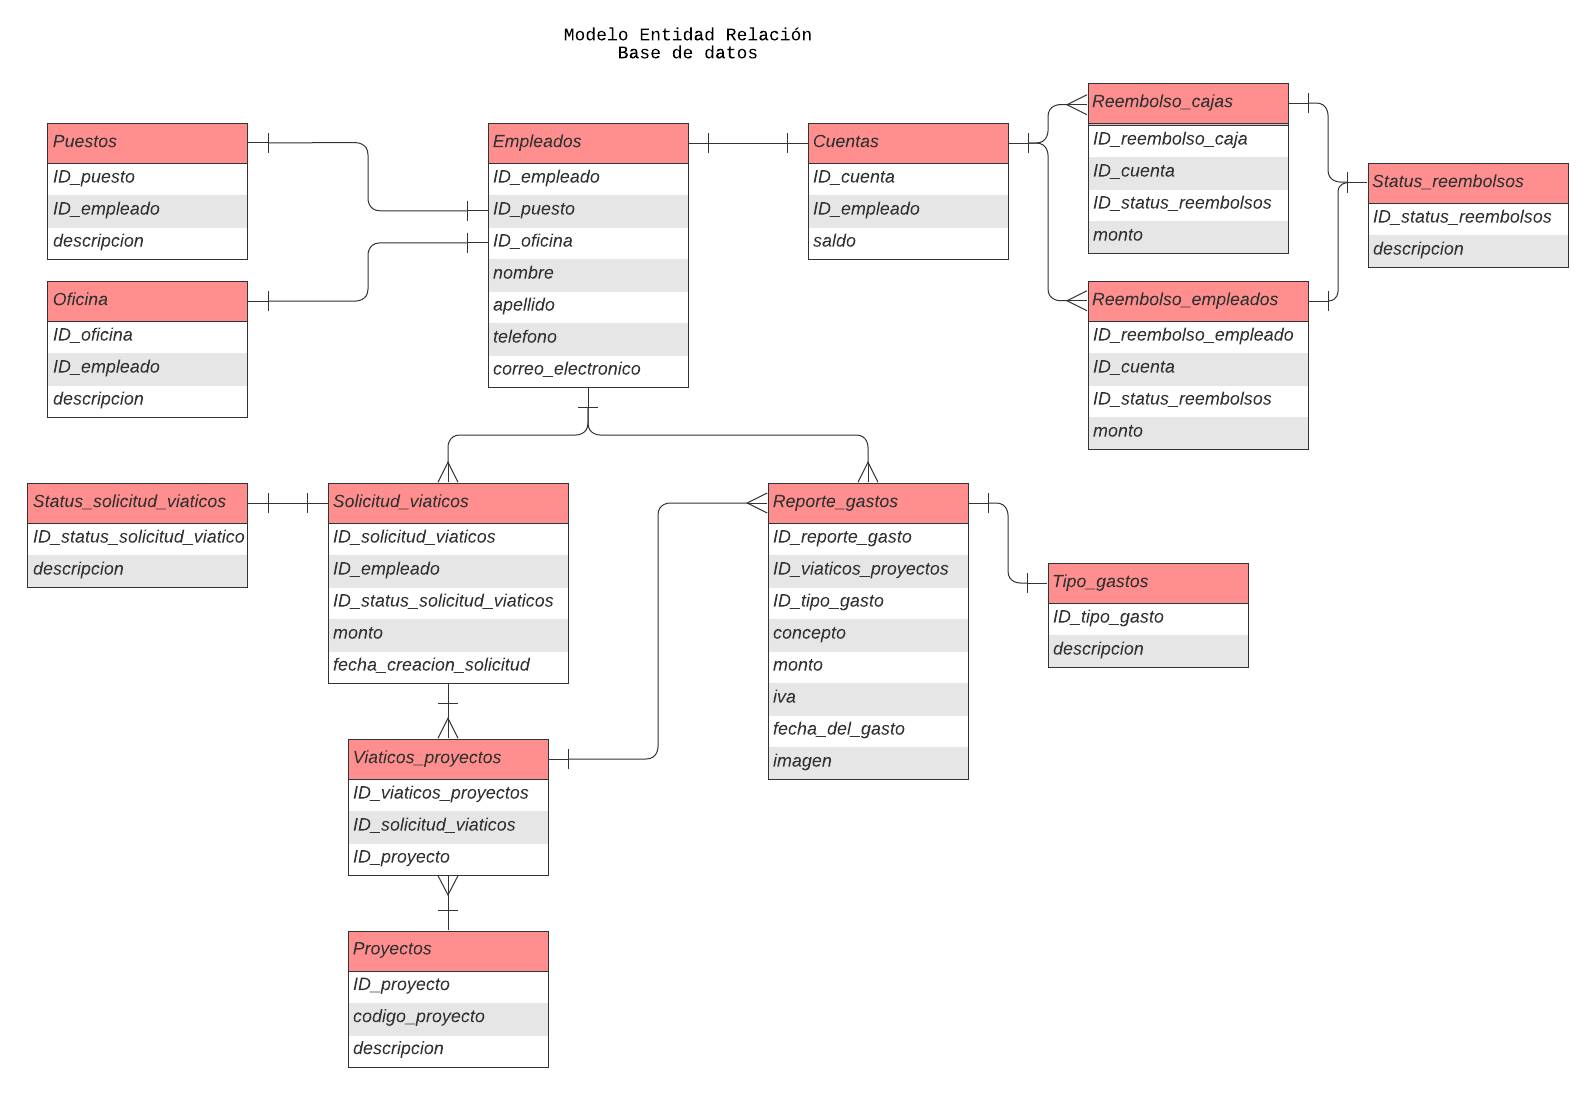 Modelo Entidad Relación
Base de datos
Puestos
ID_puesto
ID_empleado
descripcion
Oficina
ID_oficina
ID_empleado
descripcion
Empleados
ID_empleado
ID_puesto
ID_oficina
nombre
apellido
telefono
correo_electronico
Cuentas
ID_cuenta
ID_empleado
saldo
Reembolso_cajas
ID_reembolso_caja
ID_cuenta
ID_status_reembolsos
monto
Reembolso_empleados
ID_reembolso_empleado
ID_cuenta
ID_status_reembolsos
monto
Status_reembolsos
ID_status_reembolsos
descripcion
Status_solicitud_viaticos
ID_status_solicitud_viatico
descripcion
Solicitud_viaticos
ID_solicitud_viaticos
ID_empleado
ID_status_solicitud_viaticos
monto
fecha_creacion_solicitud
Reporte_gastos
ID_reporte_gasto
ID_viaticos_proyectos
ID_tipo_gasto
concepto
monto
iva
fecha_del_gasto
imagen
Tipo_gastos
ID_tipo_gasto
descripcion
Viaticos_proyectos
ID_viaticos_proyectos
ID_solicitud_viaticos
ID_proyecto
Proyectos
ID_proyecto
codigo_proyecto
descripcion